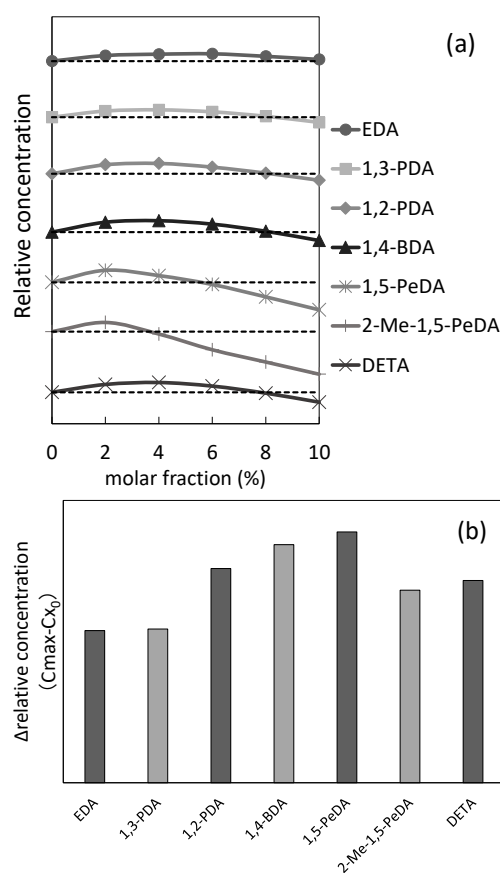 (a)
Relative concentration
EDA
1,3-PDA
1,2-PDA
1,4-BDA
1,5-PeDA
2-Me-1,5-PeDA
DETA
0 2 4 6 8 10
molar fraction (%)
(b)
Δrelative concentration
(Cmax-Cx0)
EDA
1,3-PDA
1,2-PDA
1,4-BDA
1,5-PeDA
2-Me-1,5-PeDA
DETA